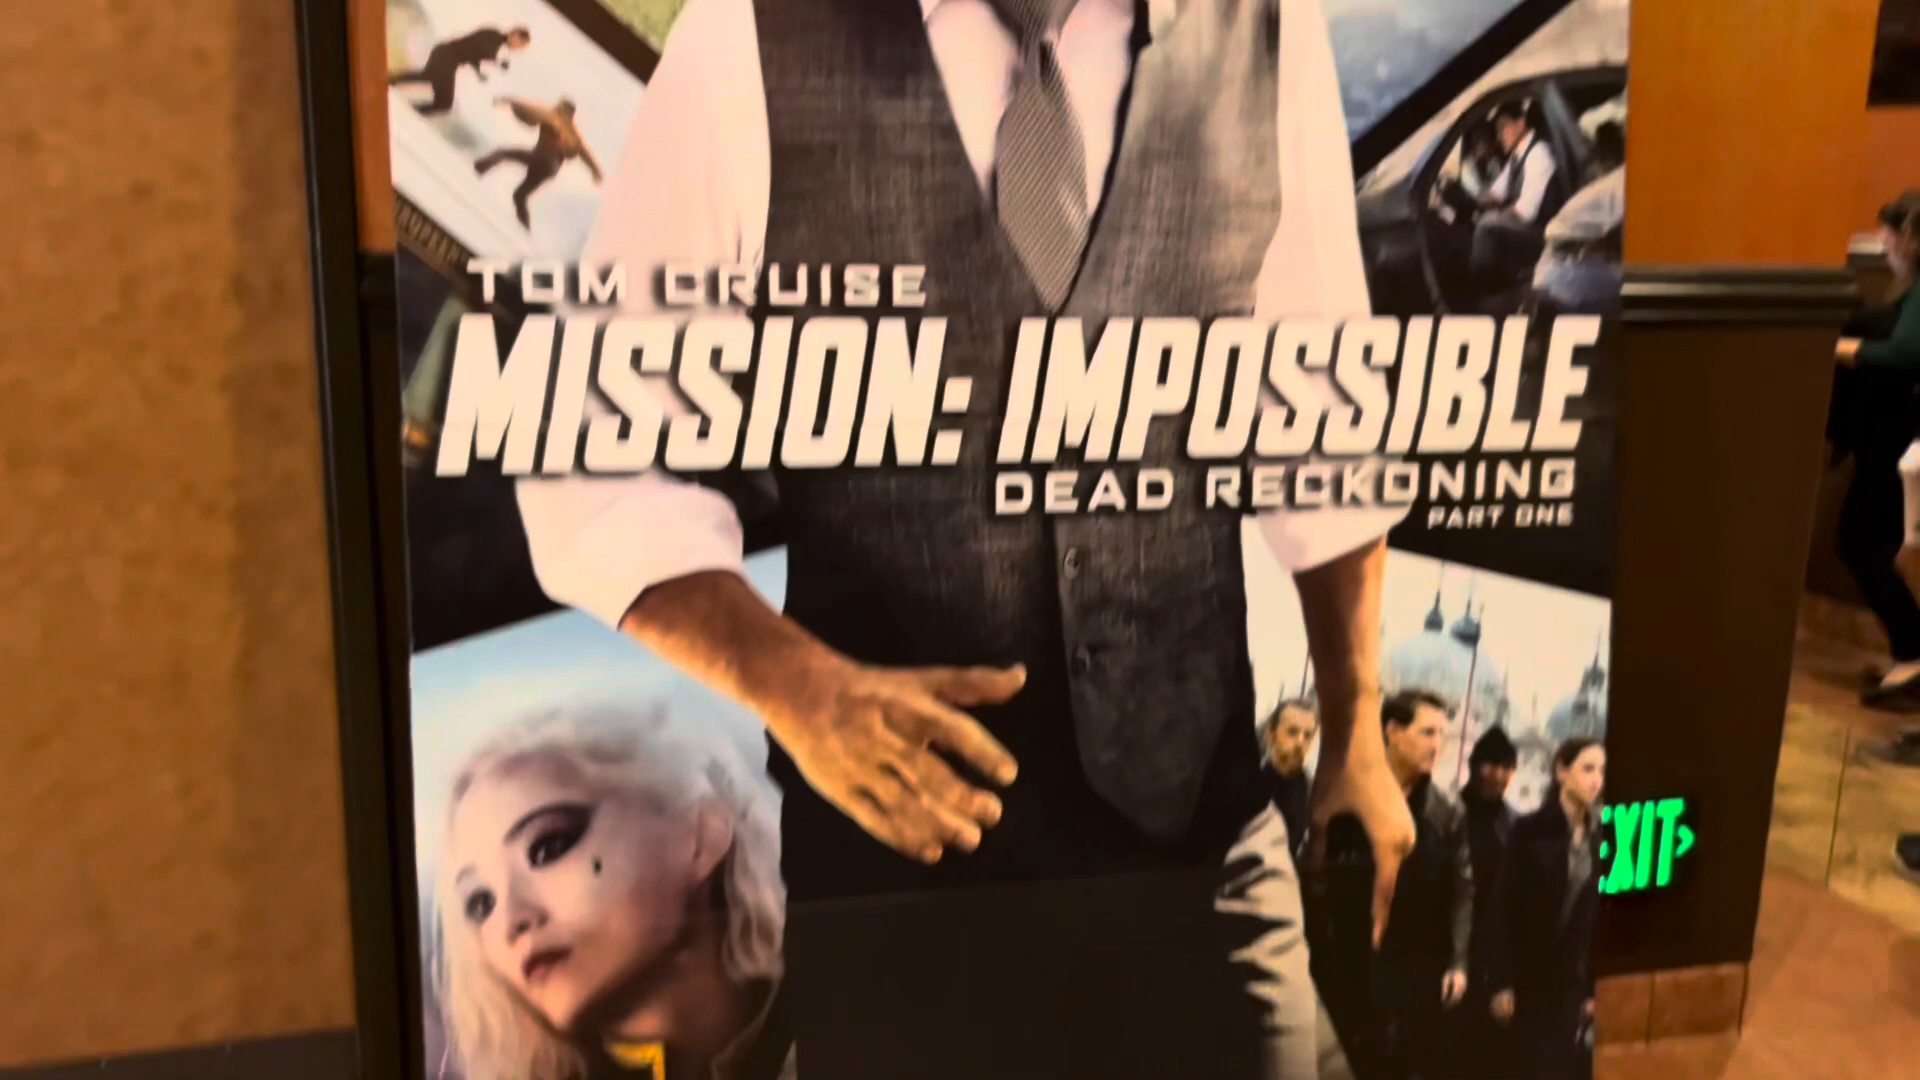 TOM CRUISE
MISSION: IMPOSSIBLE
DEAD RECKONING
PART ONE
EXIT